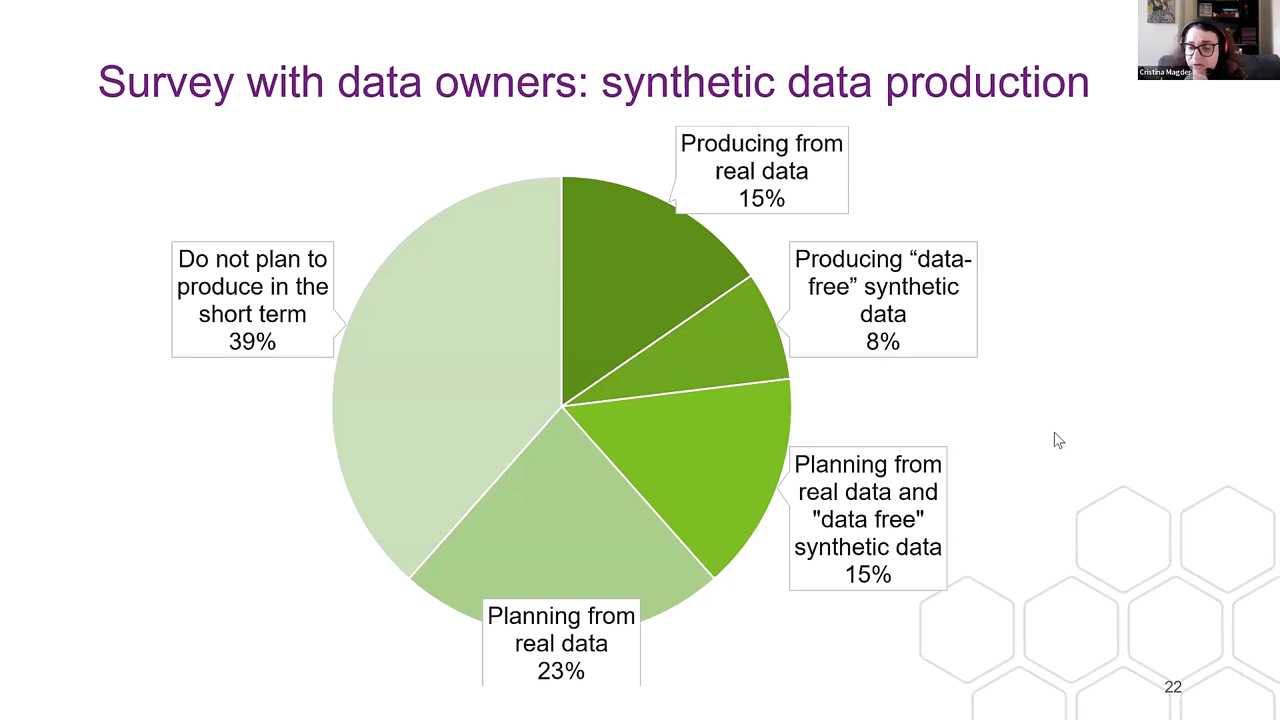 Cristina Magder
Survey with data owners: synthetic data production
Producing from
real data
15%
Do not plan to
produce in the
short term
39%
Producing “data-
free” synthetic
data
8%
Planning from
real data and
"data free"
synthetic data
15%
Planning from
real data
23%
22